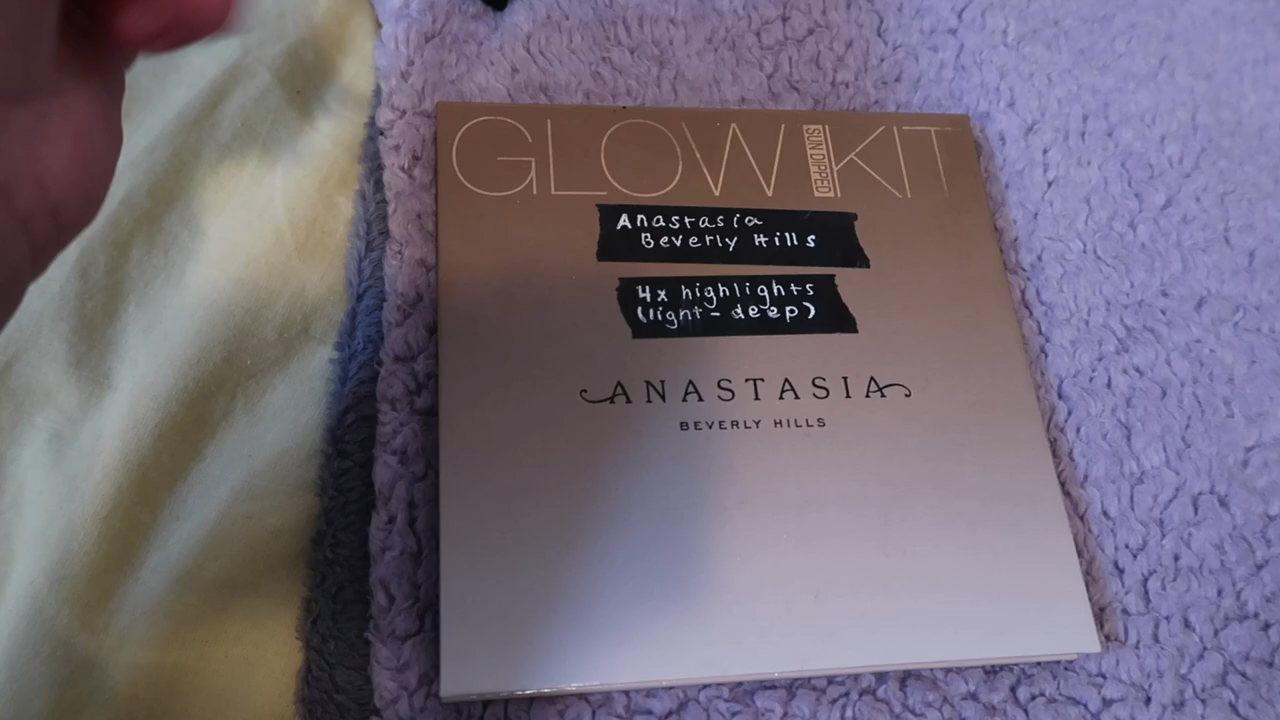 GLOW SUN DIPPED KIT
Anastasia
Beverly Hills
4x highlights
(light - deep)
ANASTASIA
BEVERLY HILLS